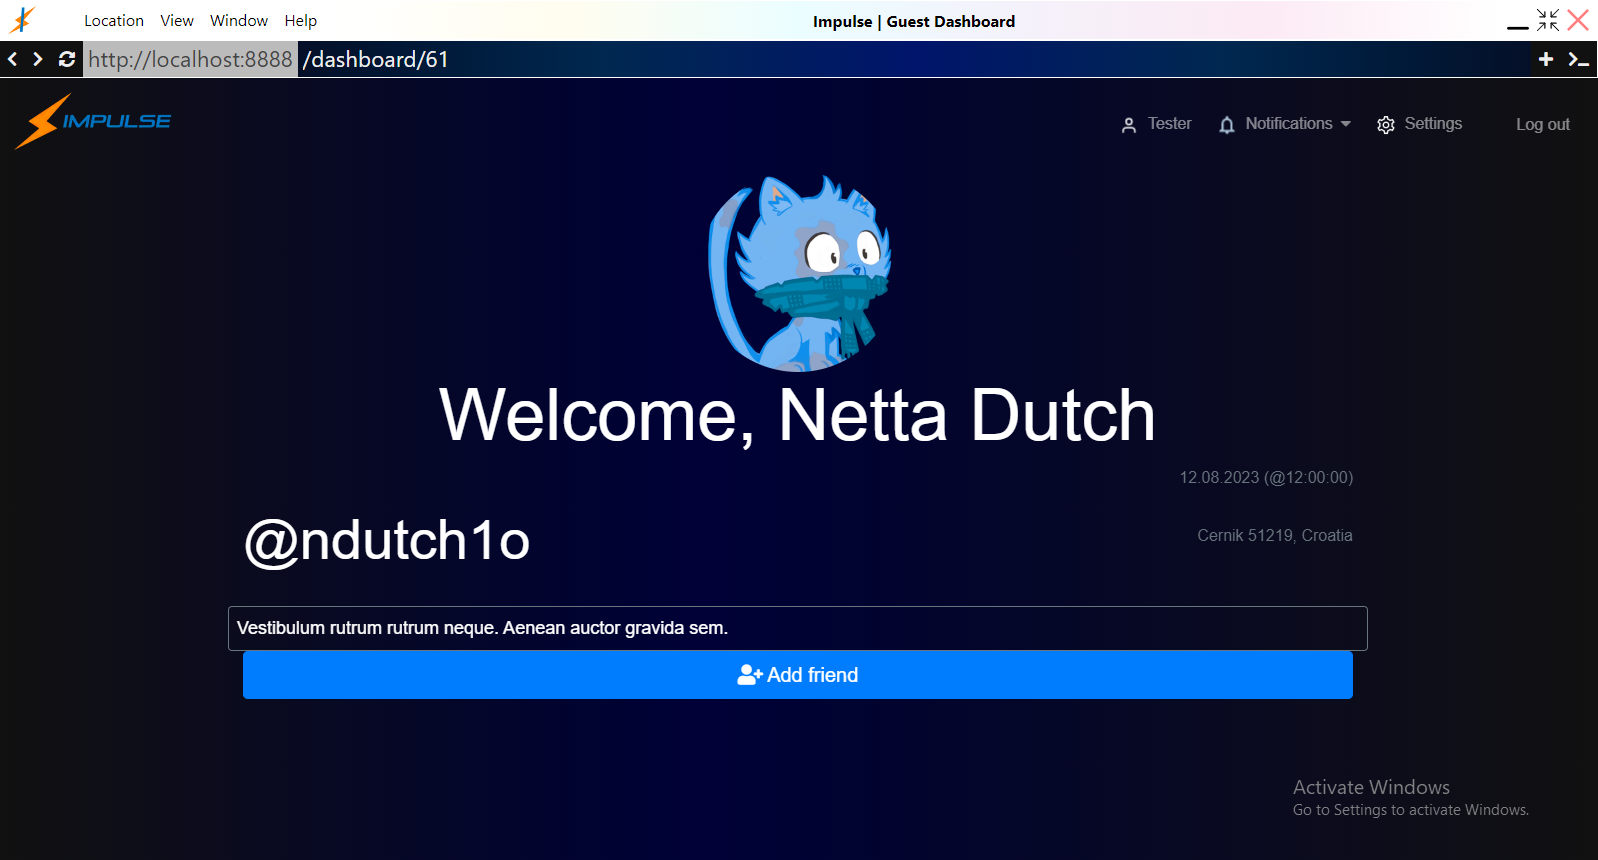 Location View Window Help
Impulse | Guest Dashboard
http://localhost:8888 /dashboard/61
IMPULSE
Tester Notifications Settings Log out
Welcome, Netta Dutch
12.08.2023 (@12:00:00)
@ndutch1o
Cernik 51219, Croatia
Vestibulum rutrum rutrum neque. Aenean auctor gravida sem.
Add friend
Activate Windows
Go to Settings to activate Windows.